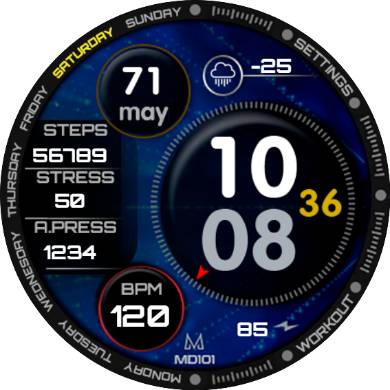 SUNDAY
SATURDAY
FRIDAY
THURSDAY
WEDNESDAY
TUESDAY
MONDAY
SETTINGS
WORKOUT
71
may
-25
STEPS
56789
STRESS
50
A.PRESS
1234
10
08
36
BPM
120
85
MD101